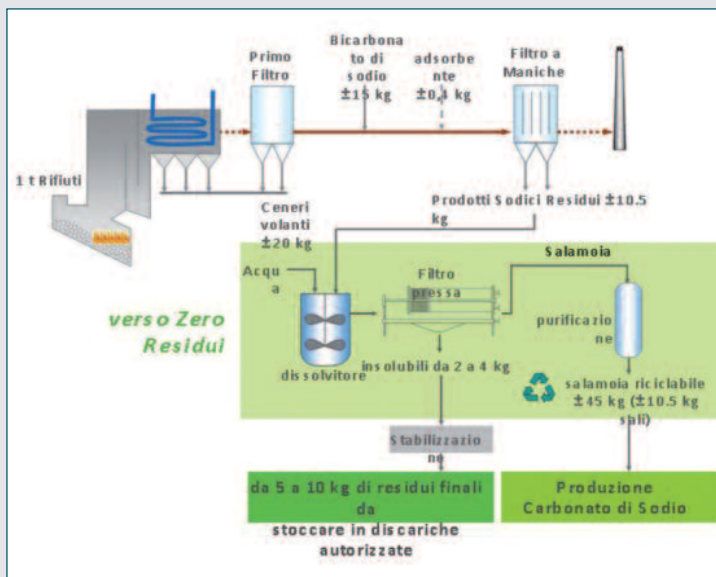 Primo
Filtro
Bicarbona
to di
sodio
±15 kg
adsorbe
nte
±0,4 kg
Filtro a
Maniche
1 t Rifiuti
Ceneri
volanti
±20 kg
Prodotti Sodici Residui ±10.5
kg
Acqu
a
Filtro
pressa
Salamoia
verso Zero
Residui
purificazio
ne
dissolvitore
insolubili da 2 a 4 kg
salamoia riciclabile
±45 kg (±10.5 kg
sali)
Stabilizzazio
ne
da 5 a 10 kg di residui finali
da
stoccare in discariche
autorizzate
Produzione
Carbonato di Sodio